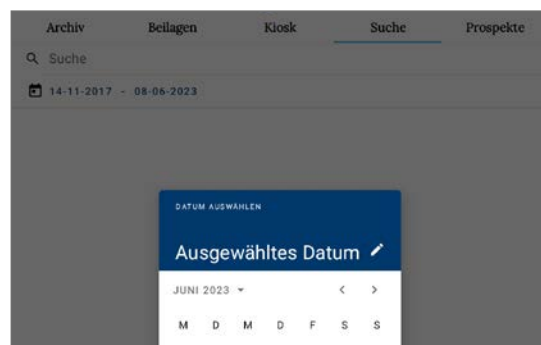 Archiv Beilagen Kiosk Suche Prospekte
Suche
14-11-2017 - 08-06-2023
DATUM AUSWÄHLEN
Ausgewähltes Datum
JUNI 2023
M D M D F S S